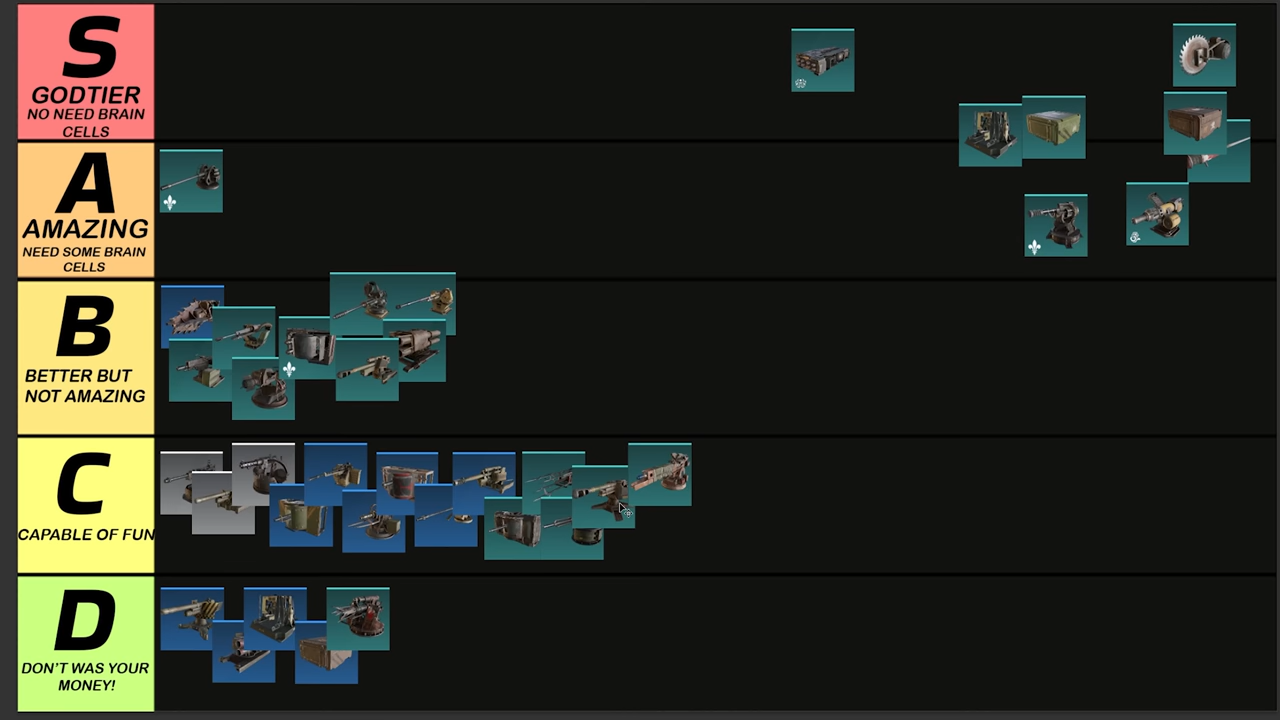 S
GODTIER
NO NEED BRAIN
CELLS
A
AMAZING
NEED SOME BRAIN
CELLS
B
BETTER BUT
NOT AMAZING
C
CAPABLE OF FUN
D
DON'T WAS YOUR
MONEY!